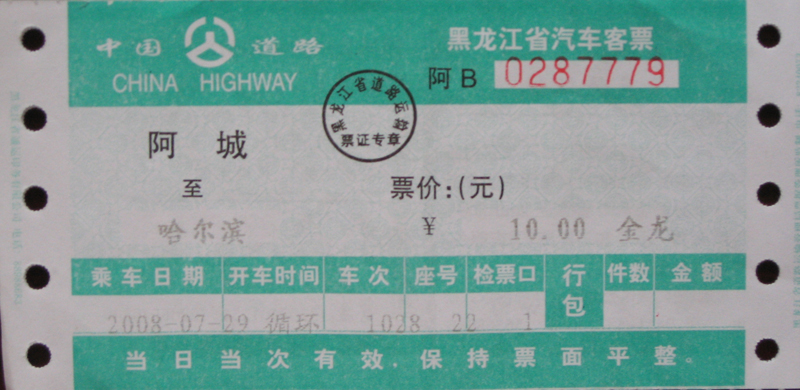 中国 道路
CHINA HIGHWAY
黑龙江省汽车客票
阿 B 0287779
黑龙江省道路运输
票证专章
阿 城
至
票价:(元)
哈尔滨
¥ 10.00 金龙
乘车日期 开车时间 车次 座号 检票口 行包 件数 金额
2008-07-29 循环 1028 22 1
当日当次有效.保持票面平整。